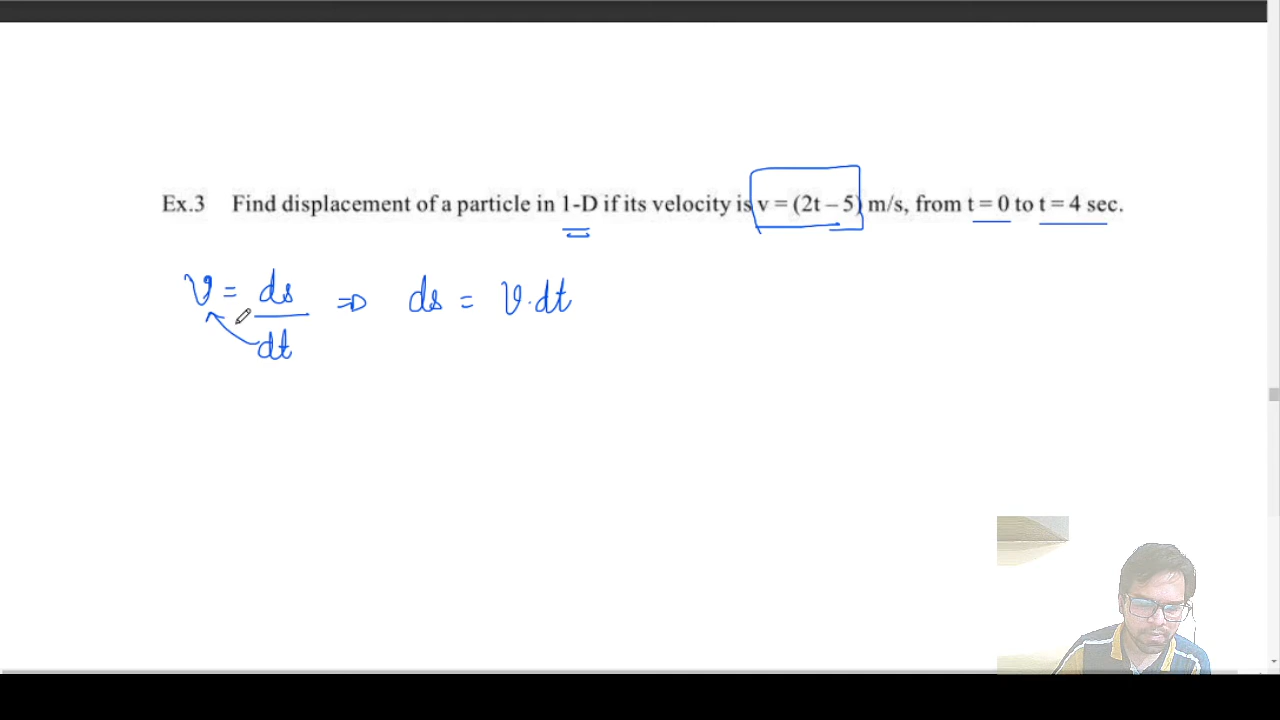 Ex.3 Find displacement of a particle in 1-D if its velocity is v = (2t – 5) m/s, from t = 0 to t = 4 sec.
v = ds/dt ⇒ ds = v·dt